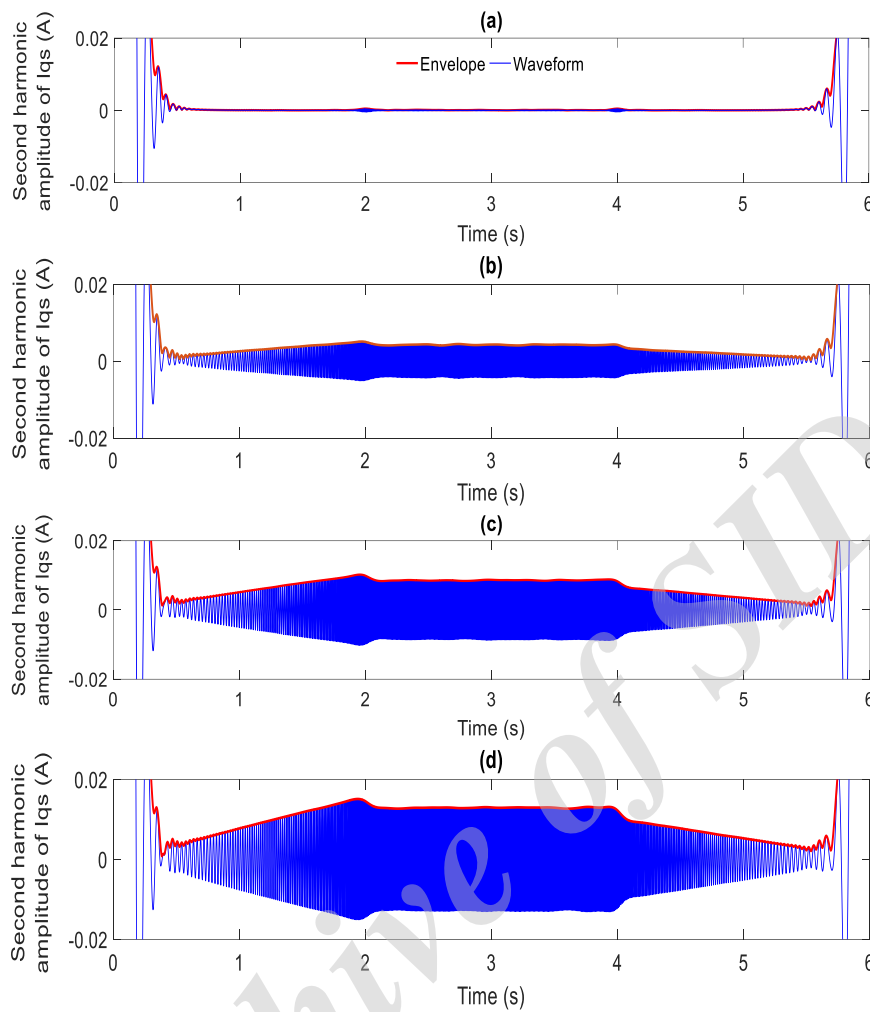 (a)
Second harmonic
amplitude of Iqs (A)
0.02
0
-0.02
Envelope
Waveform
0 1 2 3 4 5 6
Time (s)
(b)
Second harmonic
amplitude of Iqs (A)
0.02
0
-0.02
0 1 2 3 4 5 6
Time (s)
(c)
Second harmonic
amplitude of Iqs (A)
0.02
0
-0.02
0 1 2 3 4 5 6
Time (s)
(d)
Second harmonic
amplitude of Iqs (A)
0.02
0
-0.02
0 1 2 3 4 5 6
Time (s)
hive of SID